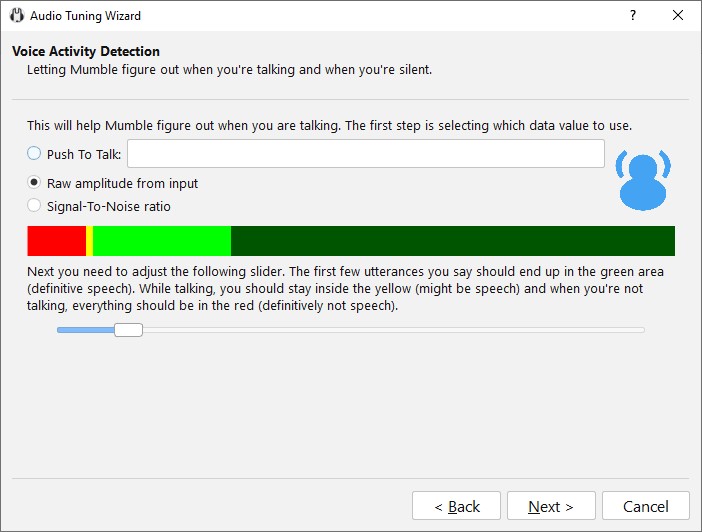 Audio Tuning Wizard
Voice Activity Detection
Letting Mumble figure out when you're talking and when you're silent.
This will help Mumble figure out when you are talking. The first step is selecting which data value to use.
Push To Talk:
Raw amplitude from input
Signal-To-Noise ratio
Next you need to adjust the following slider. The first few utterances you say should end up in the green area
(definitive speech). While talking, you should stay inside the yellow (might be speech) and when you're not
talking, everything should be in the red (definitively not speech).
< Back Next > Cancel